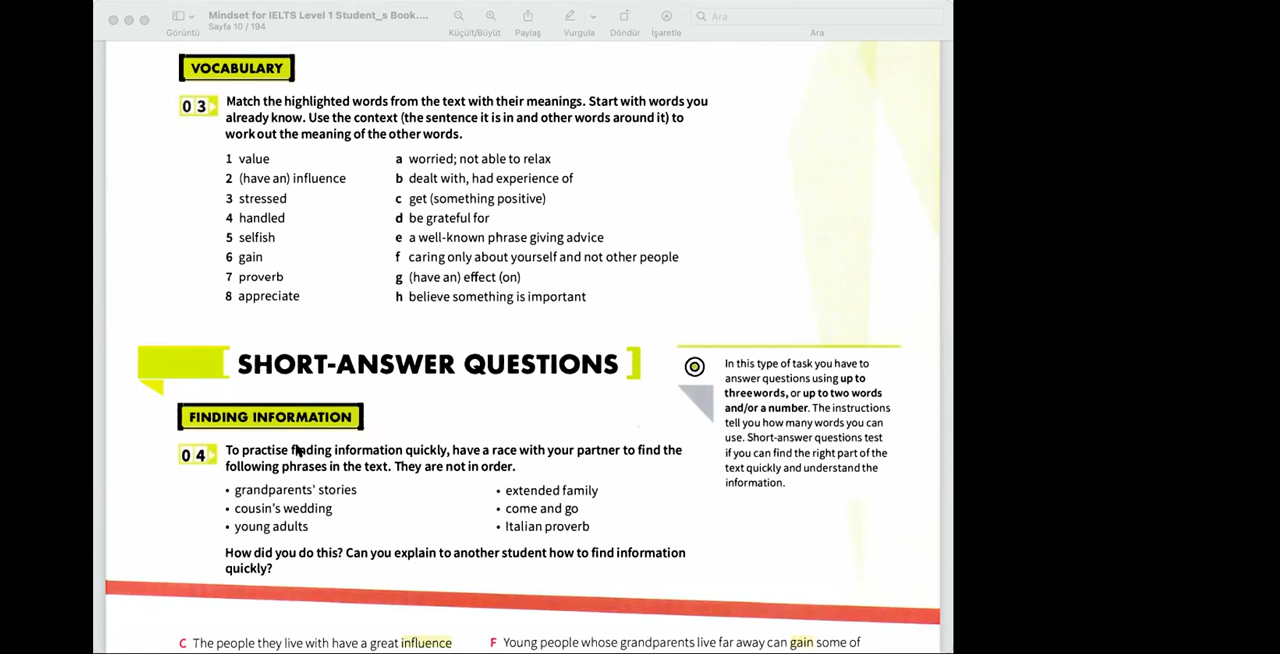 Mindset for IELTS Level 1 Student_s Book....
Sayfa 10 / 194
Görüntü
Küçült/Büyüt
Paylaş
Vurgula
Döndür
İşaretle
Ara
Ara
VOCABULARY
03 Match the highlighted words from the text with their meanings. Start with words you
already know. Use the context (the sentence it is in and other words around it) to
work out the meaning of the other words.
1 value
2 (have an) influence
3 stressed
4 handled
5 selfish
6 gain
7 proverb
8 appreciate
a worried; not able to relax
b dealt with, had experience of
c get (something positive)
d be grateful for
e a well-known phrase giving advice
f caring only about yourself and not other people
g (have an) effect (on)
h believe something is important
SHORT-ANSWER QUESTIONS
In this type of task you have to
answer questions using up to
three words, or up to two words
and/or a number. The instructions
tell you how many words you can
use. Short-answer questions test
if you can find the right part of the
text quickly and understand the
information.
FINDING INFORMATION
04 To practise finding information quickly, have a race with your partner to find the
following phrases in the text. They are not in order.
• grandparents' stories
• cousin's wedding
• young adults
• extended family
• come and go
• Italian proverb
How did you do this? Can you explain to another student how to find information
quickly?
C The people they live with have a great influence
F Young people whose grandparents live far away can gain some of